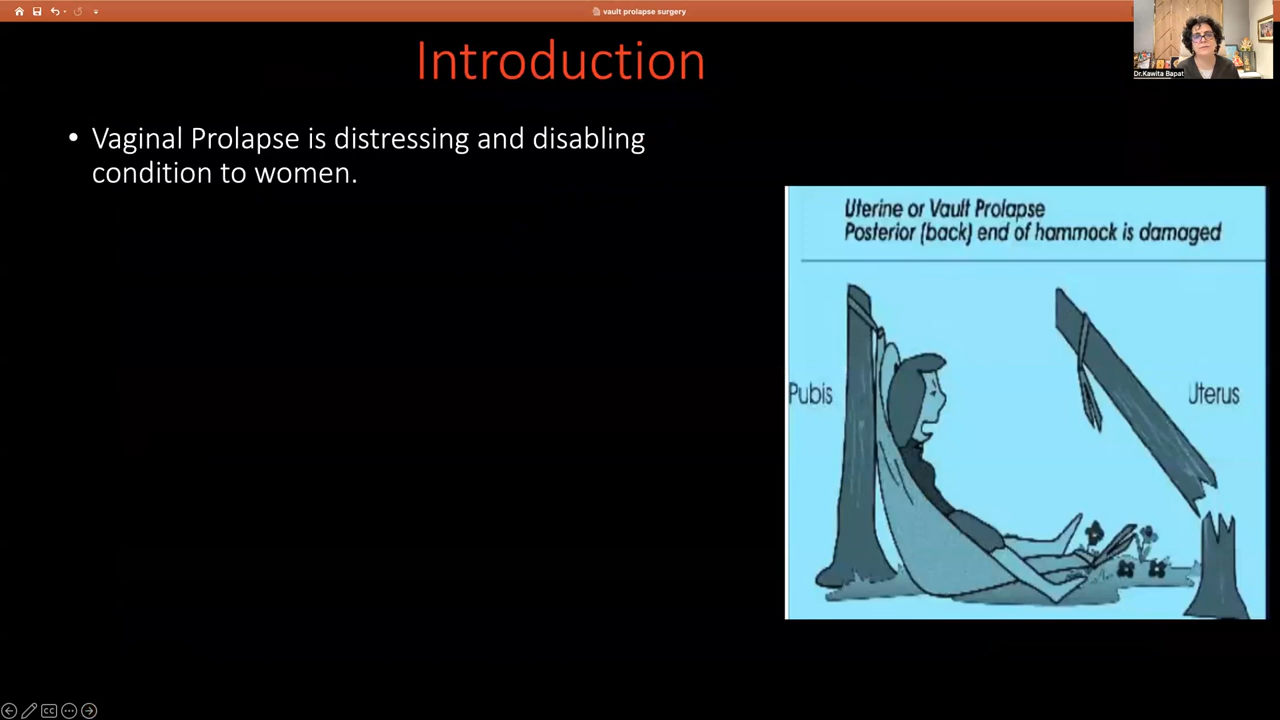 vault prolapse surgery
Introduction
Dr.Kawita Bapat
• Vaginal Prolapse is distressing and disabling
condition to women.
Uterine or Vault Prolapse
Posterior (back) end of hammock is damaged
Pubis
Uterus
CC